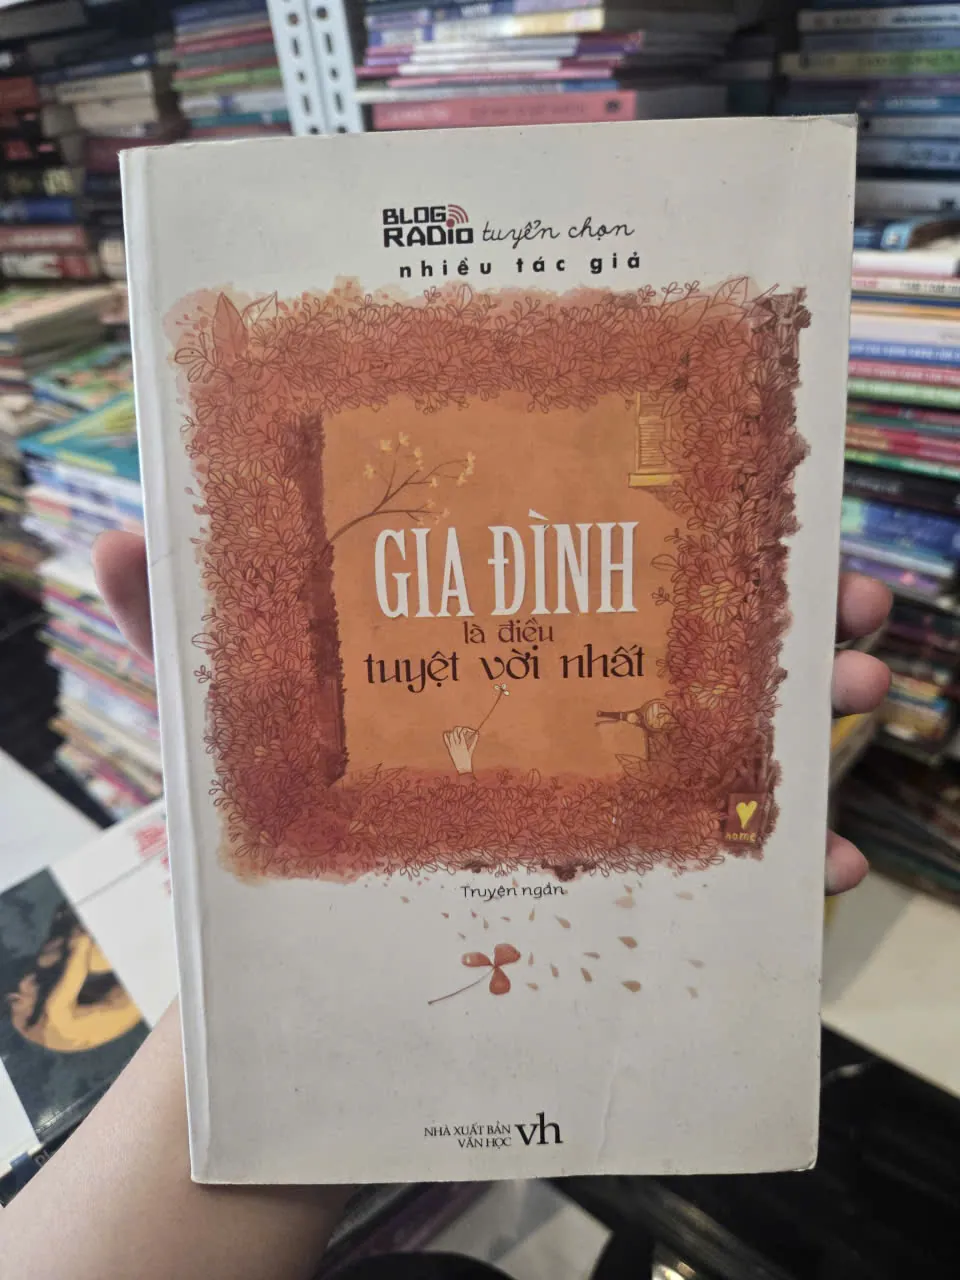 BLOG RADIO tuyển chọn
nhiều tác giả
GIA ĐÌNH
là điều
tuyệt vời nhất
home
Truyện ngắn
NHÀ XUẤT BẢN
VĂN HỌC
vh